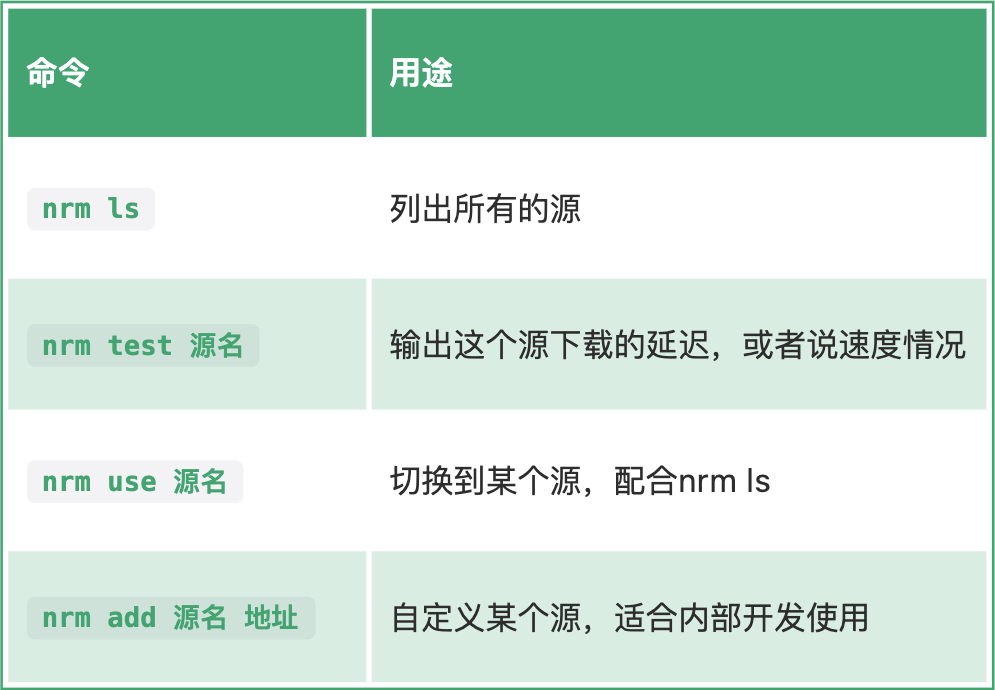 命令 用途
nrm ls 列出所有的源
nrm test 源名 输出这个源下载的延迟，或者说速度情况
nrm use 源名 切换到某个源，配合nrm ls
nrm add 源名 地址 自定义某个源，适合内部开发使用